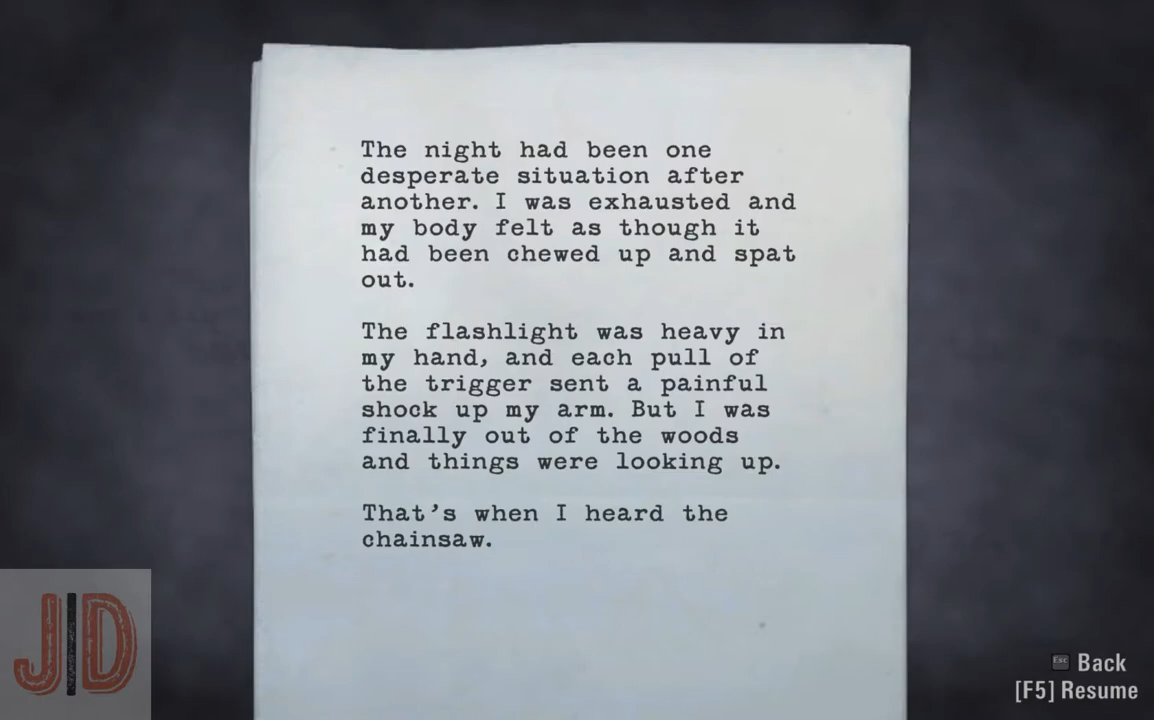 The night had been one
desperate situation after
another. I was exhausted and
my body felt as though it
had been chewed up and spat
out.
The flashlight was heavy in
my hand, and each pull of
the trigger sent a painful
shock up my arm. But I was
finally out of the woods
and things were looking up.
That's when I heard the
chainsaw.
J|D
Esc Back
[F5] Resume